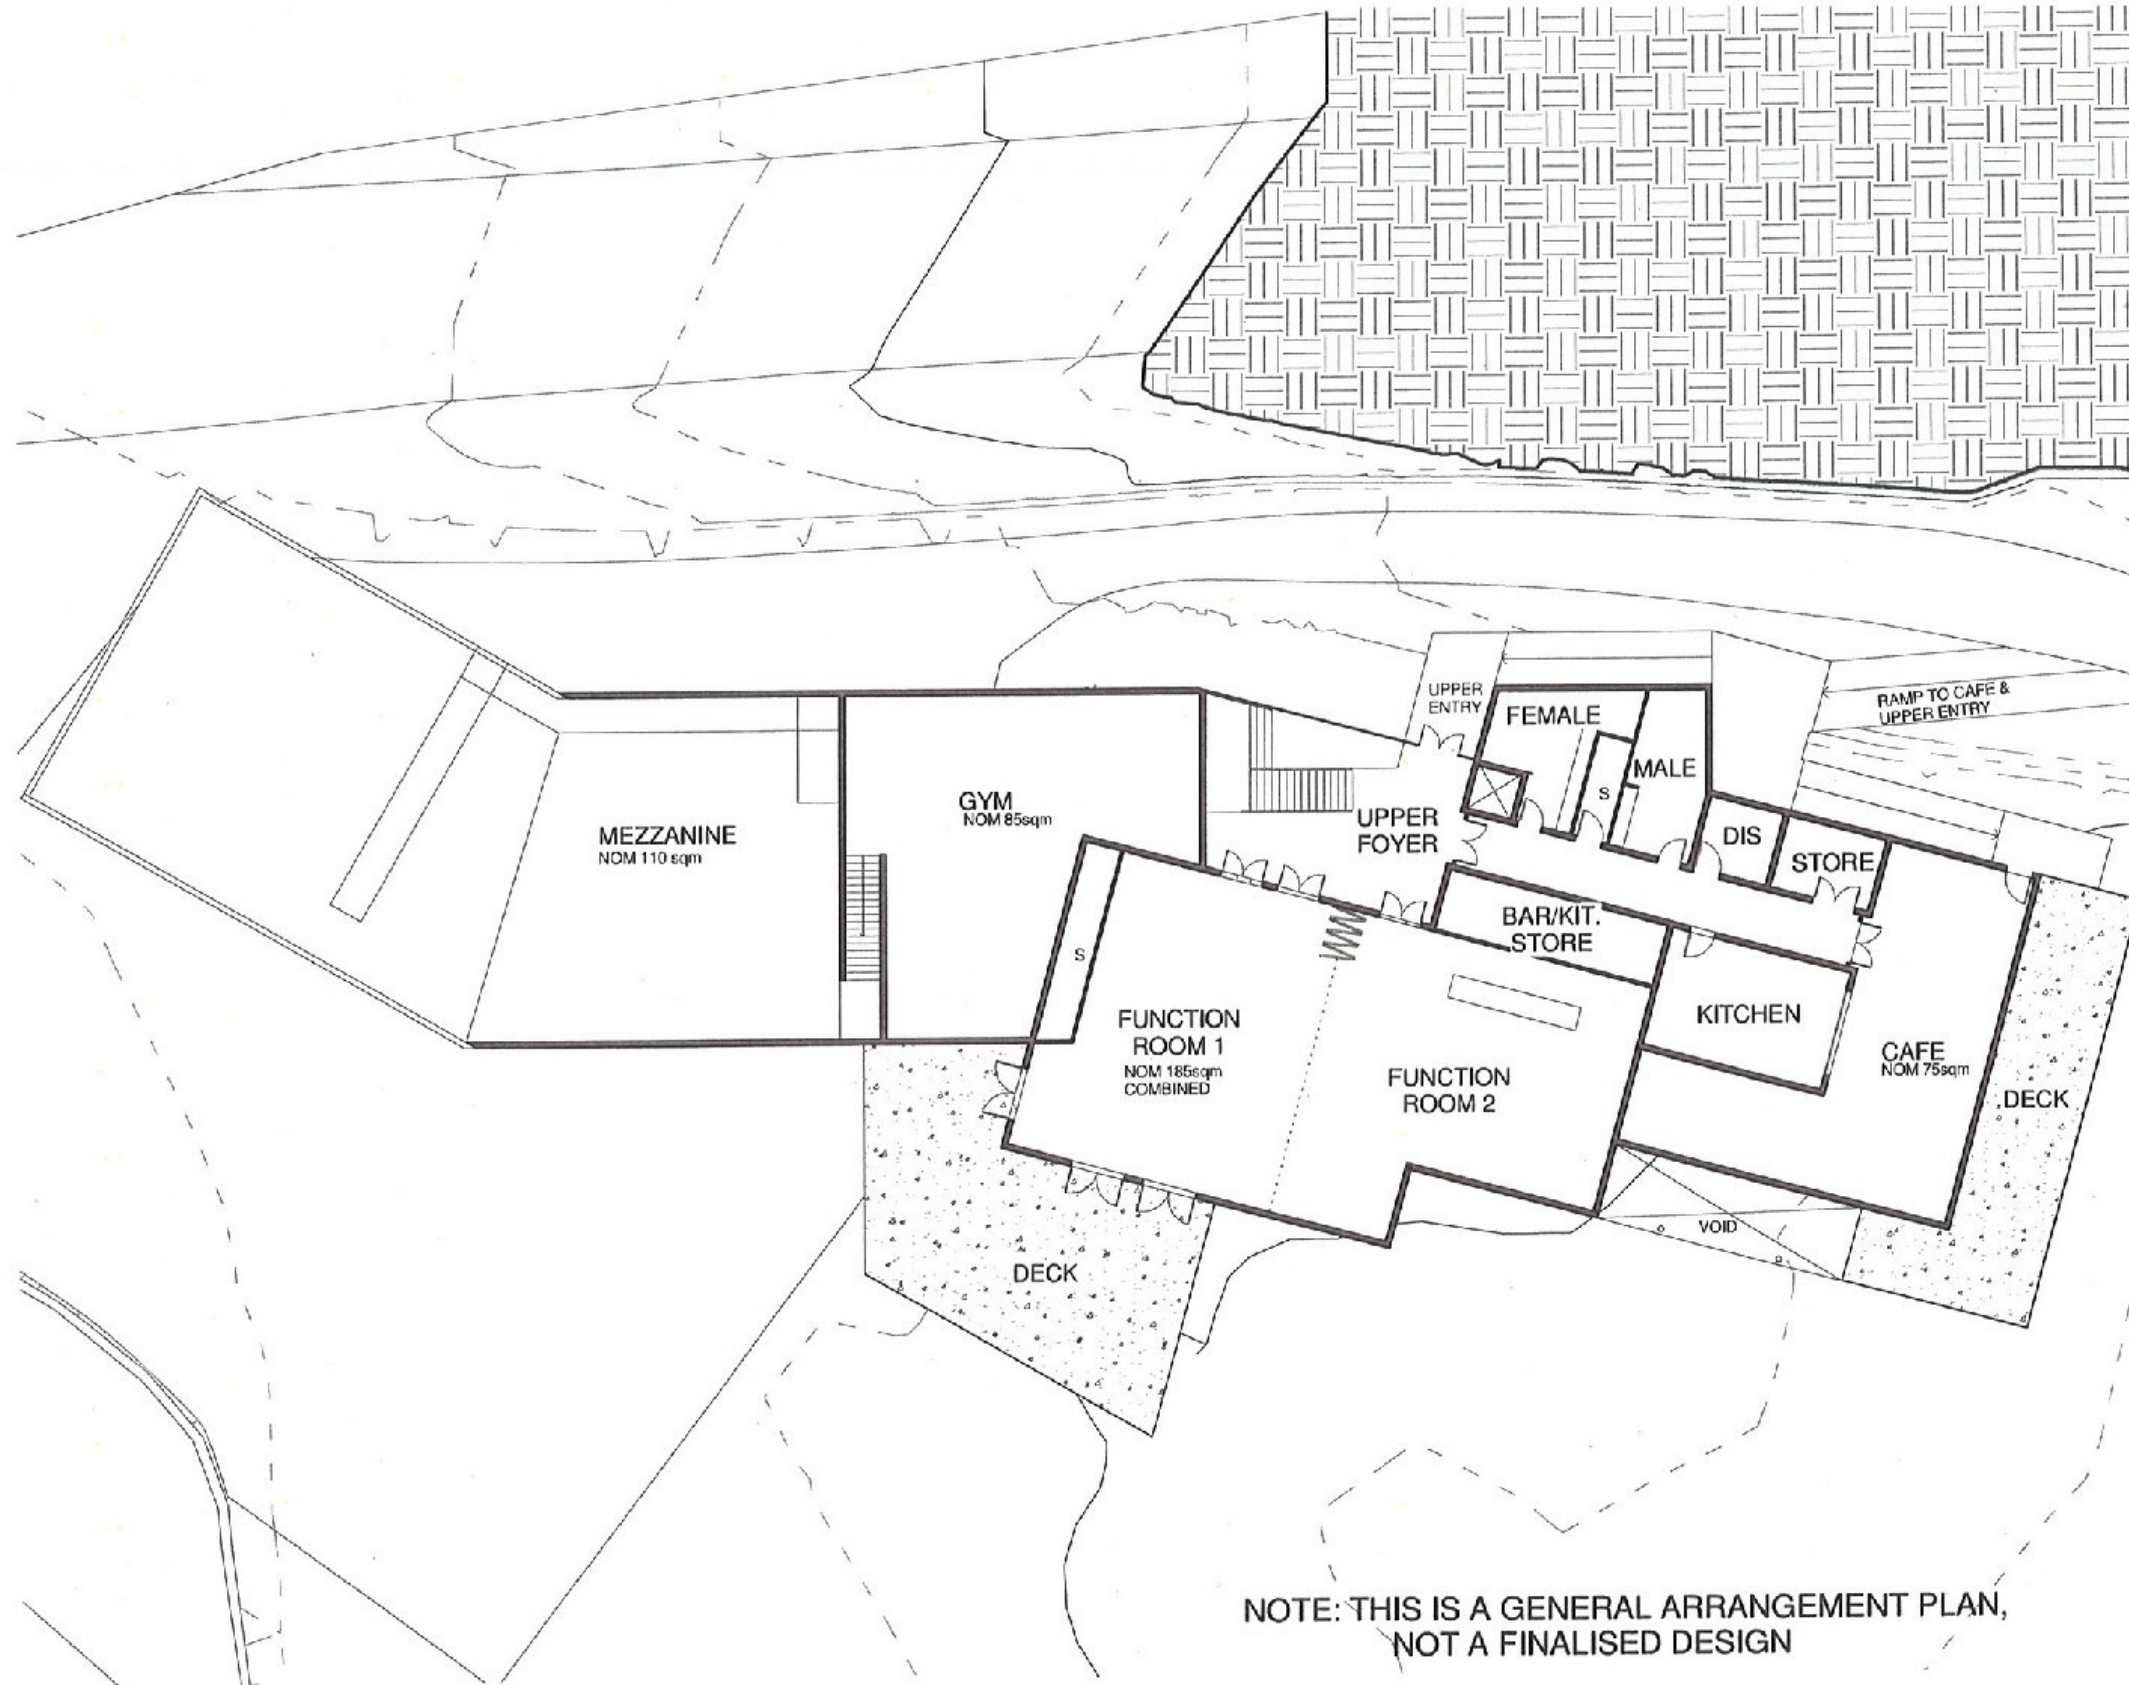 UPPER
ENTRY
FEMALE
RAMP TO CAFE &
UPPER ENTRY
MALE
S
GYM
NOM 85sqm
MEZZANINE
NOM 110 sqm
UPPER
FOYER
DIS
STORE
BAR/KIT.
STORE
S
KITCHEN
FUNCTION
ROOM 1
NOM 185sqm
COMBINED
FUNCTION
ROOM 2
CAFE
NOM 75sqm
DECK
VOID
DECK
NOTE: THIS IS A GENERAL ARRANGEMENT PLAN,
NOT A FINALISED DESIGN